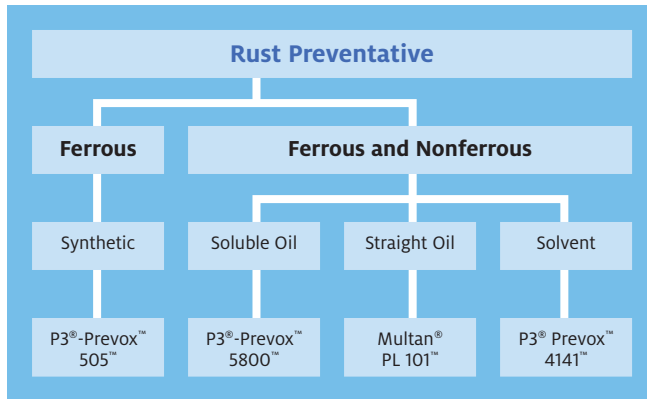 Rust Preventative
Ferrous
Ferrous and Nonferrous
Synthetic
Soluble Oil
Straight Oil
Solvent
P3®-Prevox™
505™
P3®-Prevox™
5800™
Multan®
PL 101™
P3® Prevox™
4141™